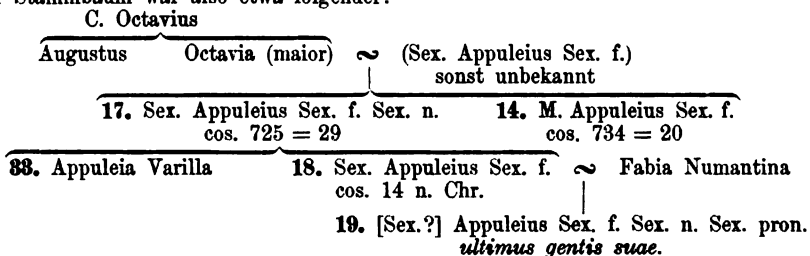 Stammbaum war also etwa folgender:
C. Octavius
Augustus Octavia (maior) ∾ (Sex. Appuleius Sex. f.)
sonst unbekannt
17. Sex. Appuleius Sex. f. Sex. n. 14. M. Appuleius Sex. f.
cos. 725 = 29 cos. 734 = 20
33. Appuleia Varilla 18. Sex. Appuleius Sex. f. ∾ Fabia Numantina
cos. 14 n. Chr.
19. [Sex.?] Appuleius Sex. f. Sex. n. Sex. pron.
ultimus gentis suae.